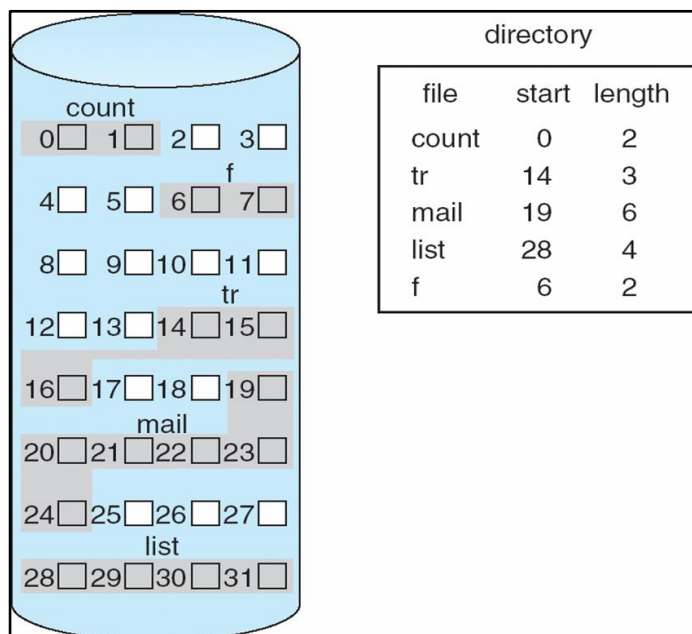 count
0 1 2 3
f
4 5 6 7
8 9 10 11
tr
12 13 14 15
16 17 18 19
mail
20 21 22 23
24 25 26 27
list
28 29 30 31
directory
file start length
count 0 2
tr 14 3
mail 19 6
list 28 4
f 6 2